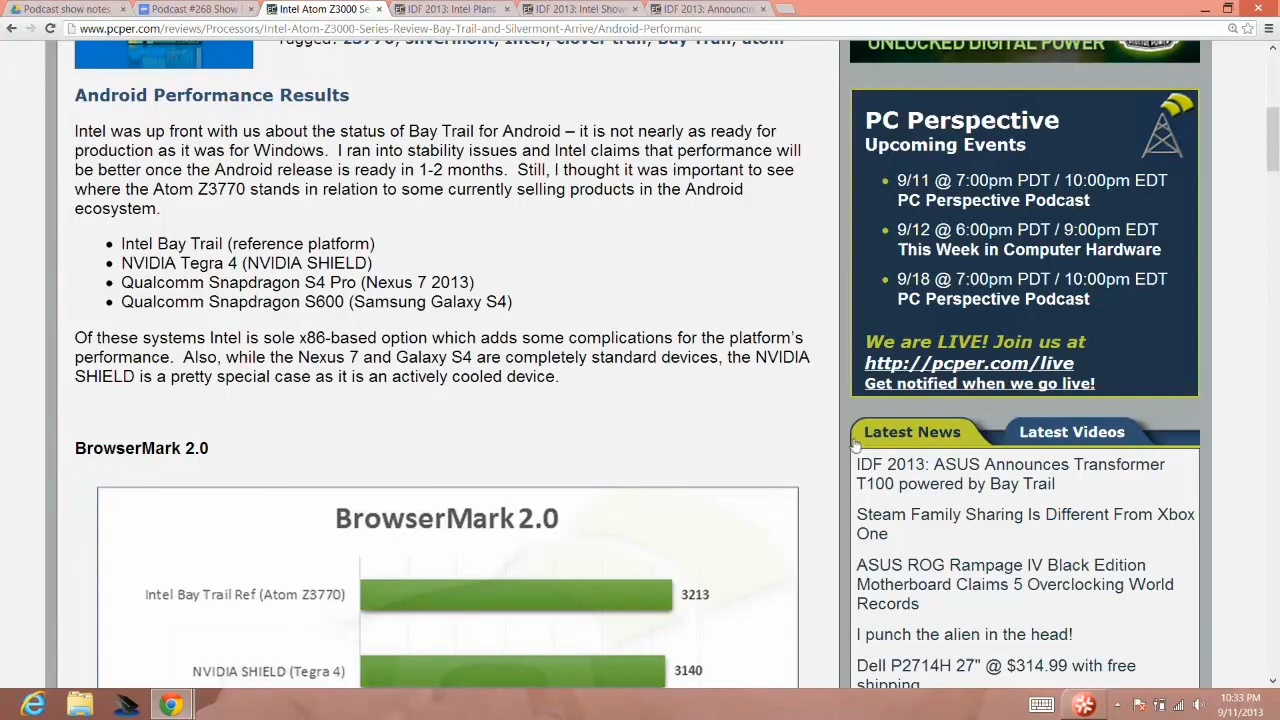 Podcast show notes
Podcast #268 Show
Intel Atom Z3000 Se
IDF 2013: Intel Plans
IDF 2013: Intel Show
IDF 2013: Announcin
www.pcper.com/reviews/Processors/Intel-Atom-Z3000-Series-Review-Bay-Trail-and-Silvermont-Arrive/Android-Performanc
Tagged: z3770, silvermont, Intel, clover trail, Bay Trail, atom
Android Performance Results
Intel was up front with us about the status of Bay Trail for Android – it is not nearly as ready for
production as it was for Windows. I ran into stability issues and Intel claims that performance will
be better once the Android release is ready in 1-2 months. Still, I thought it was important to see
where the Atom Z3770 stands in relation to some currently selling products in the Android
ecosystem.
• Intel Bay Trail (reference platform)
• NVIDIA Tegra 4 (NVIDIA SHIELD)
• Qualcomm Snapdragon S4 Pro (Nexus 7 2013)
• Qualcomm Snapdragon S600 (Samsung Galaxy S4)
Of these systems Intel is sole x86-based option which adds some complications for the platform's
performance. Also, while the Nexus 7 and Galaxy S4 are completely standard devices, the NVIDIA
SHIELD is a pretty special case as it is an actively cooled device.
BrowserMark 2.0
BrowserMark 2.0
Intel Bay Trail Ref (Atom Z3770) 3213
NVIDIA SHIELD (Tegra 4) 3140
UNLOCKED DIGITAL POWER
PC Perspective
Upcoming Events
• 9/11 @ 7:00pm PDT / 10:00pm EDT
PC Perspective Podcast
• 9/12 @ 6:00pm PDT / 9:00pm EDT
This Week in Computer Hardware
• 9/18 @ 7:00pm PDT / 10:00pm EDT
PC Perspective Podcast
We are LIVE! Join us at
http://pcper.com/live
Get notified when we go live!
Latest News
Latest Videos
IDF 2013: ASUS Announces Transformer
T100 powered by Bay Trail
Steam Family Sharing Is Different From Xbox
One
ASUS ROG Rampage IV Black Edition
Motherboard Claims 5 Overclocking World
Records
I punch the alien in the head!
Dell P2714H 27" @ $314.99 with free
shipping
10:33 PM
9/11/2013